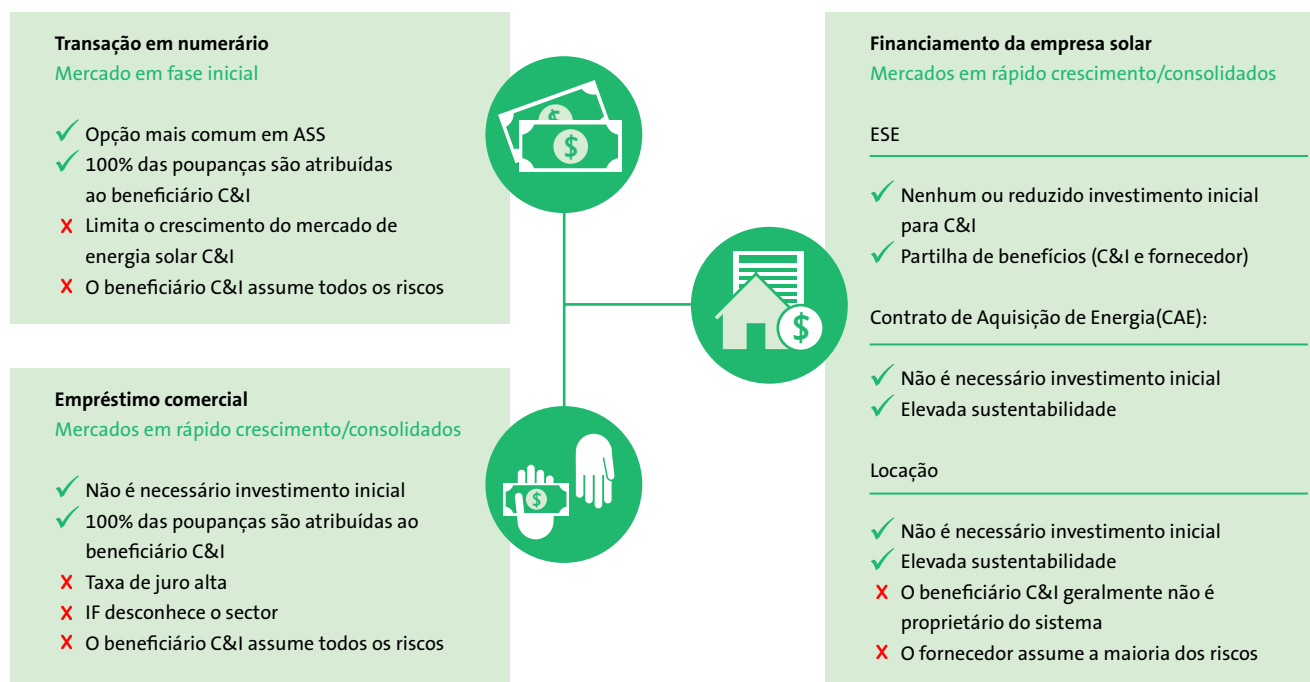 Transação em numerário
Mercado em fase inicial
Opção mais comum em ASS
100% das poupanças são atribuídas
ao beneficiário C&I
Limita o crescimento do mercado de
energia solar C&I
O beneficiário C&I assume todos os riscos
Empréstimo comercial
Mercados em rápido crescimento/consolidados
Não é necessário investimento inicial
100% das poupanças são atribuídas ao
beneficiário C&I
Taxa de juro alta
IF desconhece o sector
O beneficiário C&I assume todos os riscos
Financiamento da empresa solar
Mercados em rápido crescimento/consolidados
ESE
Nenhum ou reduzido investimento inicial
para C&I
Partilha de benefícios (C&I e fornecedor)
Contrato de Aquisição de Energia(CAE):
Não é necessário investimento inicial
Elevada sustentabilidade
Locação
Não é necessário investimento inicial
Elevada sustentabilidade
O beneficiário C&I geralmente não é
proprietário do sistema
O fornecedor assume a maioria dos riscos